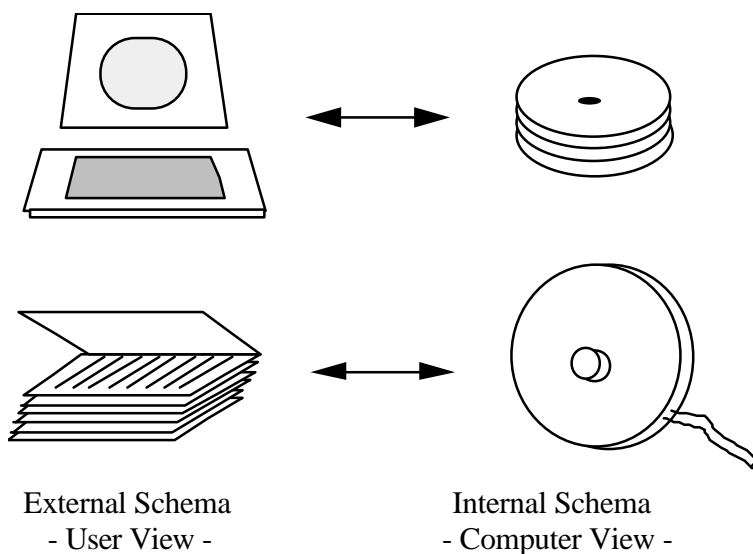 External Schema
- User View -
Internal Schema
- Computer View -